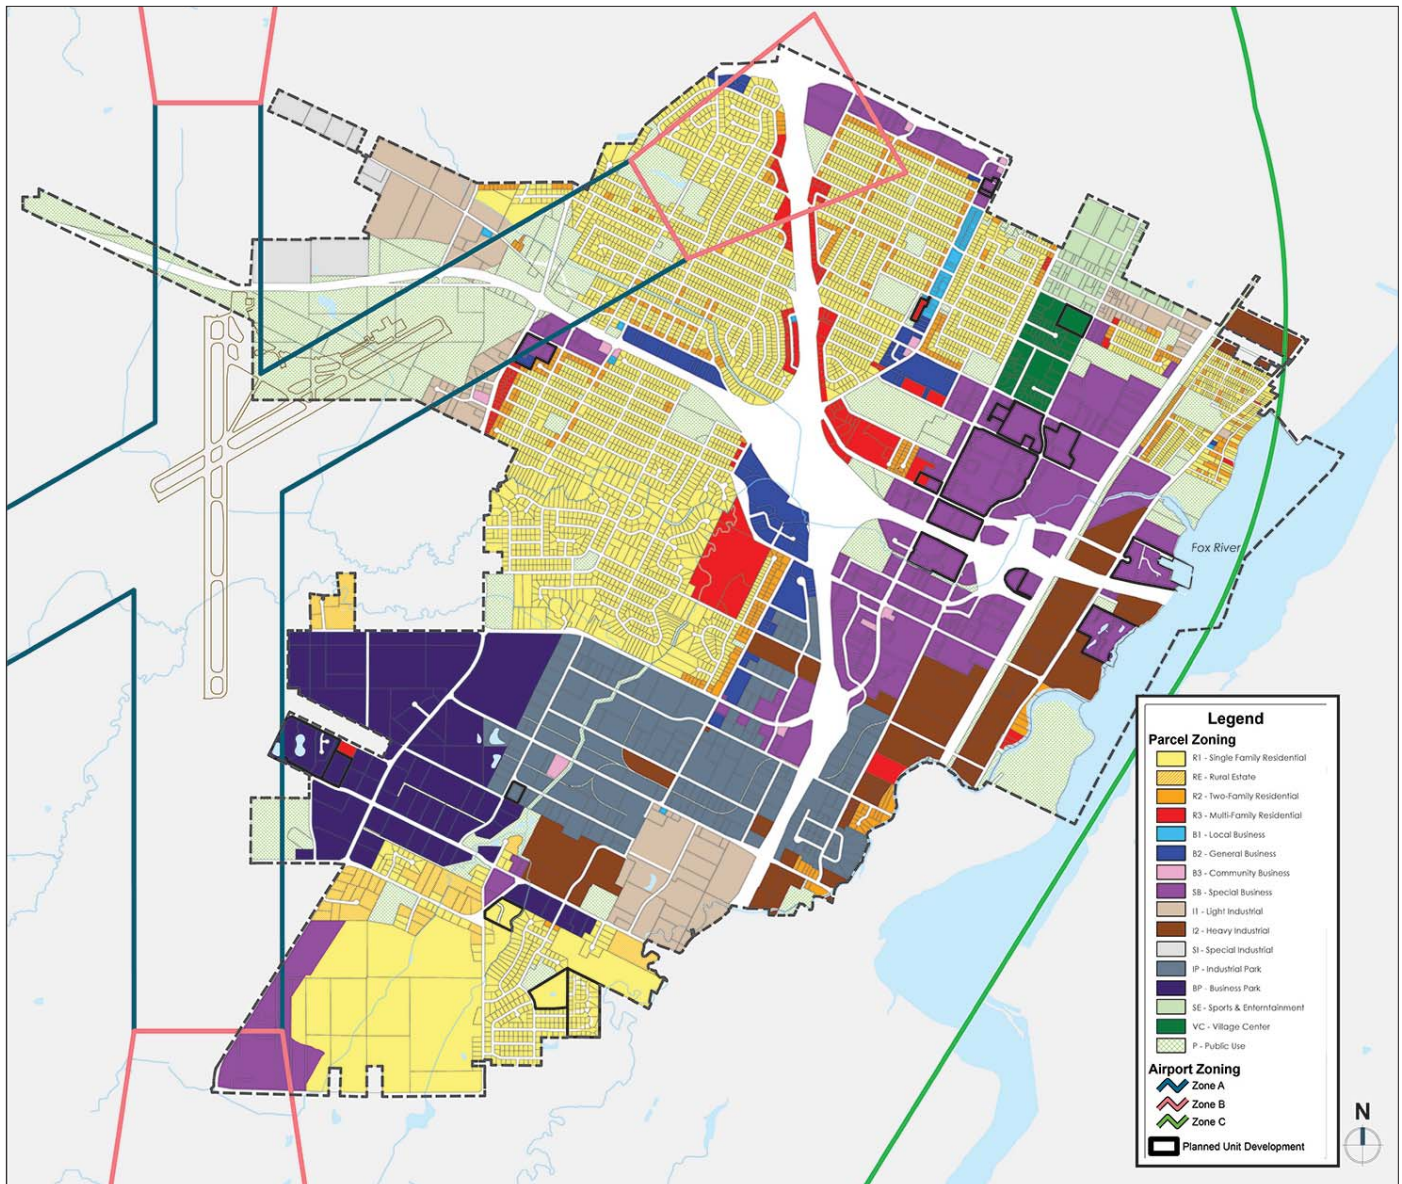 Fox River
Legend
Parcel Zoning
R1 - Single Family Residential
RE - Rural Estate
R2 - Two-Family Residential
R3 - Multi-Family Residential
B1 - Local Business
B2 - General Business
B3 - Community Business
SB - Special Business
I1 - Light Industrial
I2 - Heavy Industrial
SI - Special Industrial
IP - Industrial Park
BP - Business Park
SE - Sports & Enterntainment
VC - Village Center
P - Public Use
Airport Zoning
Zone A
Zone B
Zone C
Planned Unit Development
N